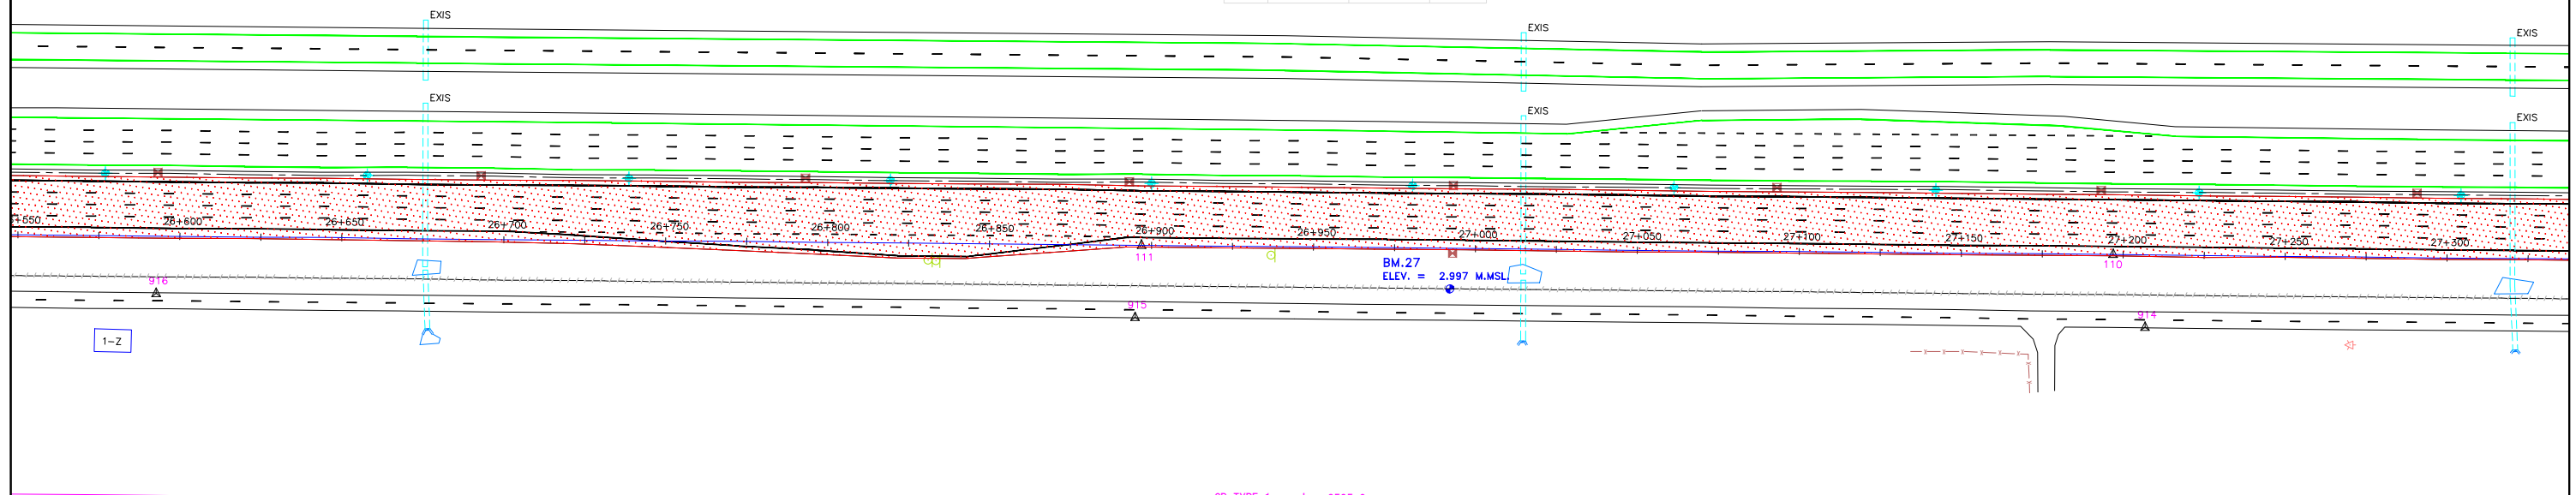 EXIS
EXIS
EXIS
EXIS
EXIS
EXIS
26+600
26+650
26+700
26+750
26+800
26+850
26+900
26+950
27+000
27+050
27+100
27+150
27+200
27+250
27+300
111
110
BM.27
ELEV. = 2.997 M.MSL.
916
915
914
1-Z